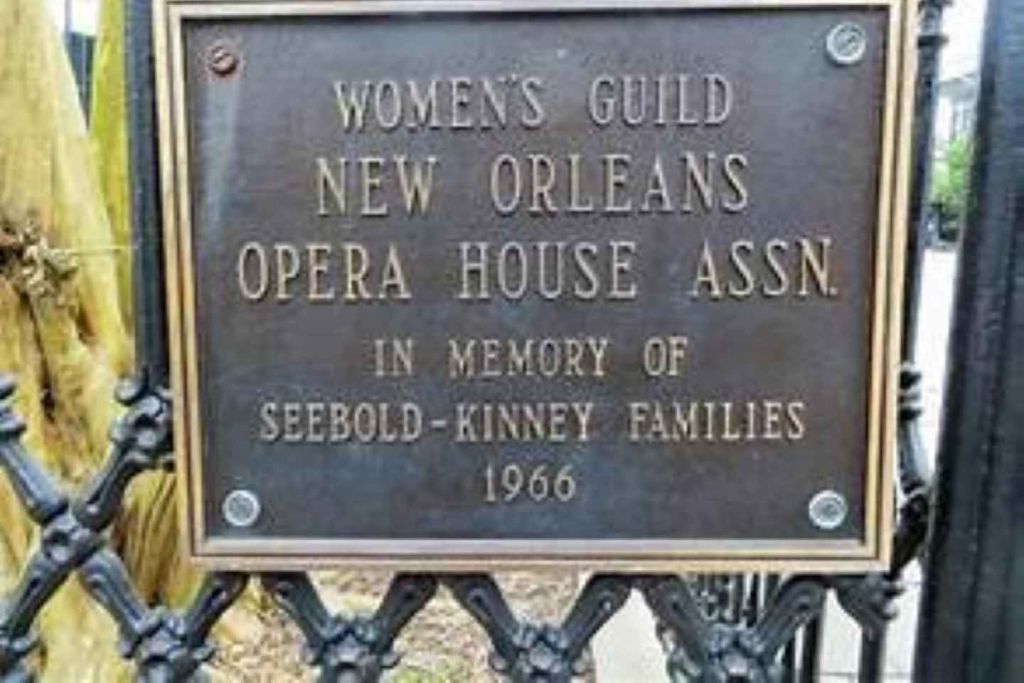 WOMEN'S GUILD
NEW ORLEANS
OPERA HOUSE ASSN.
IN MEMORY OF
SEEBOLD-KINNEY FAMILIES
1966